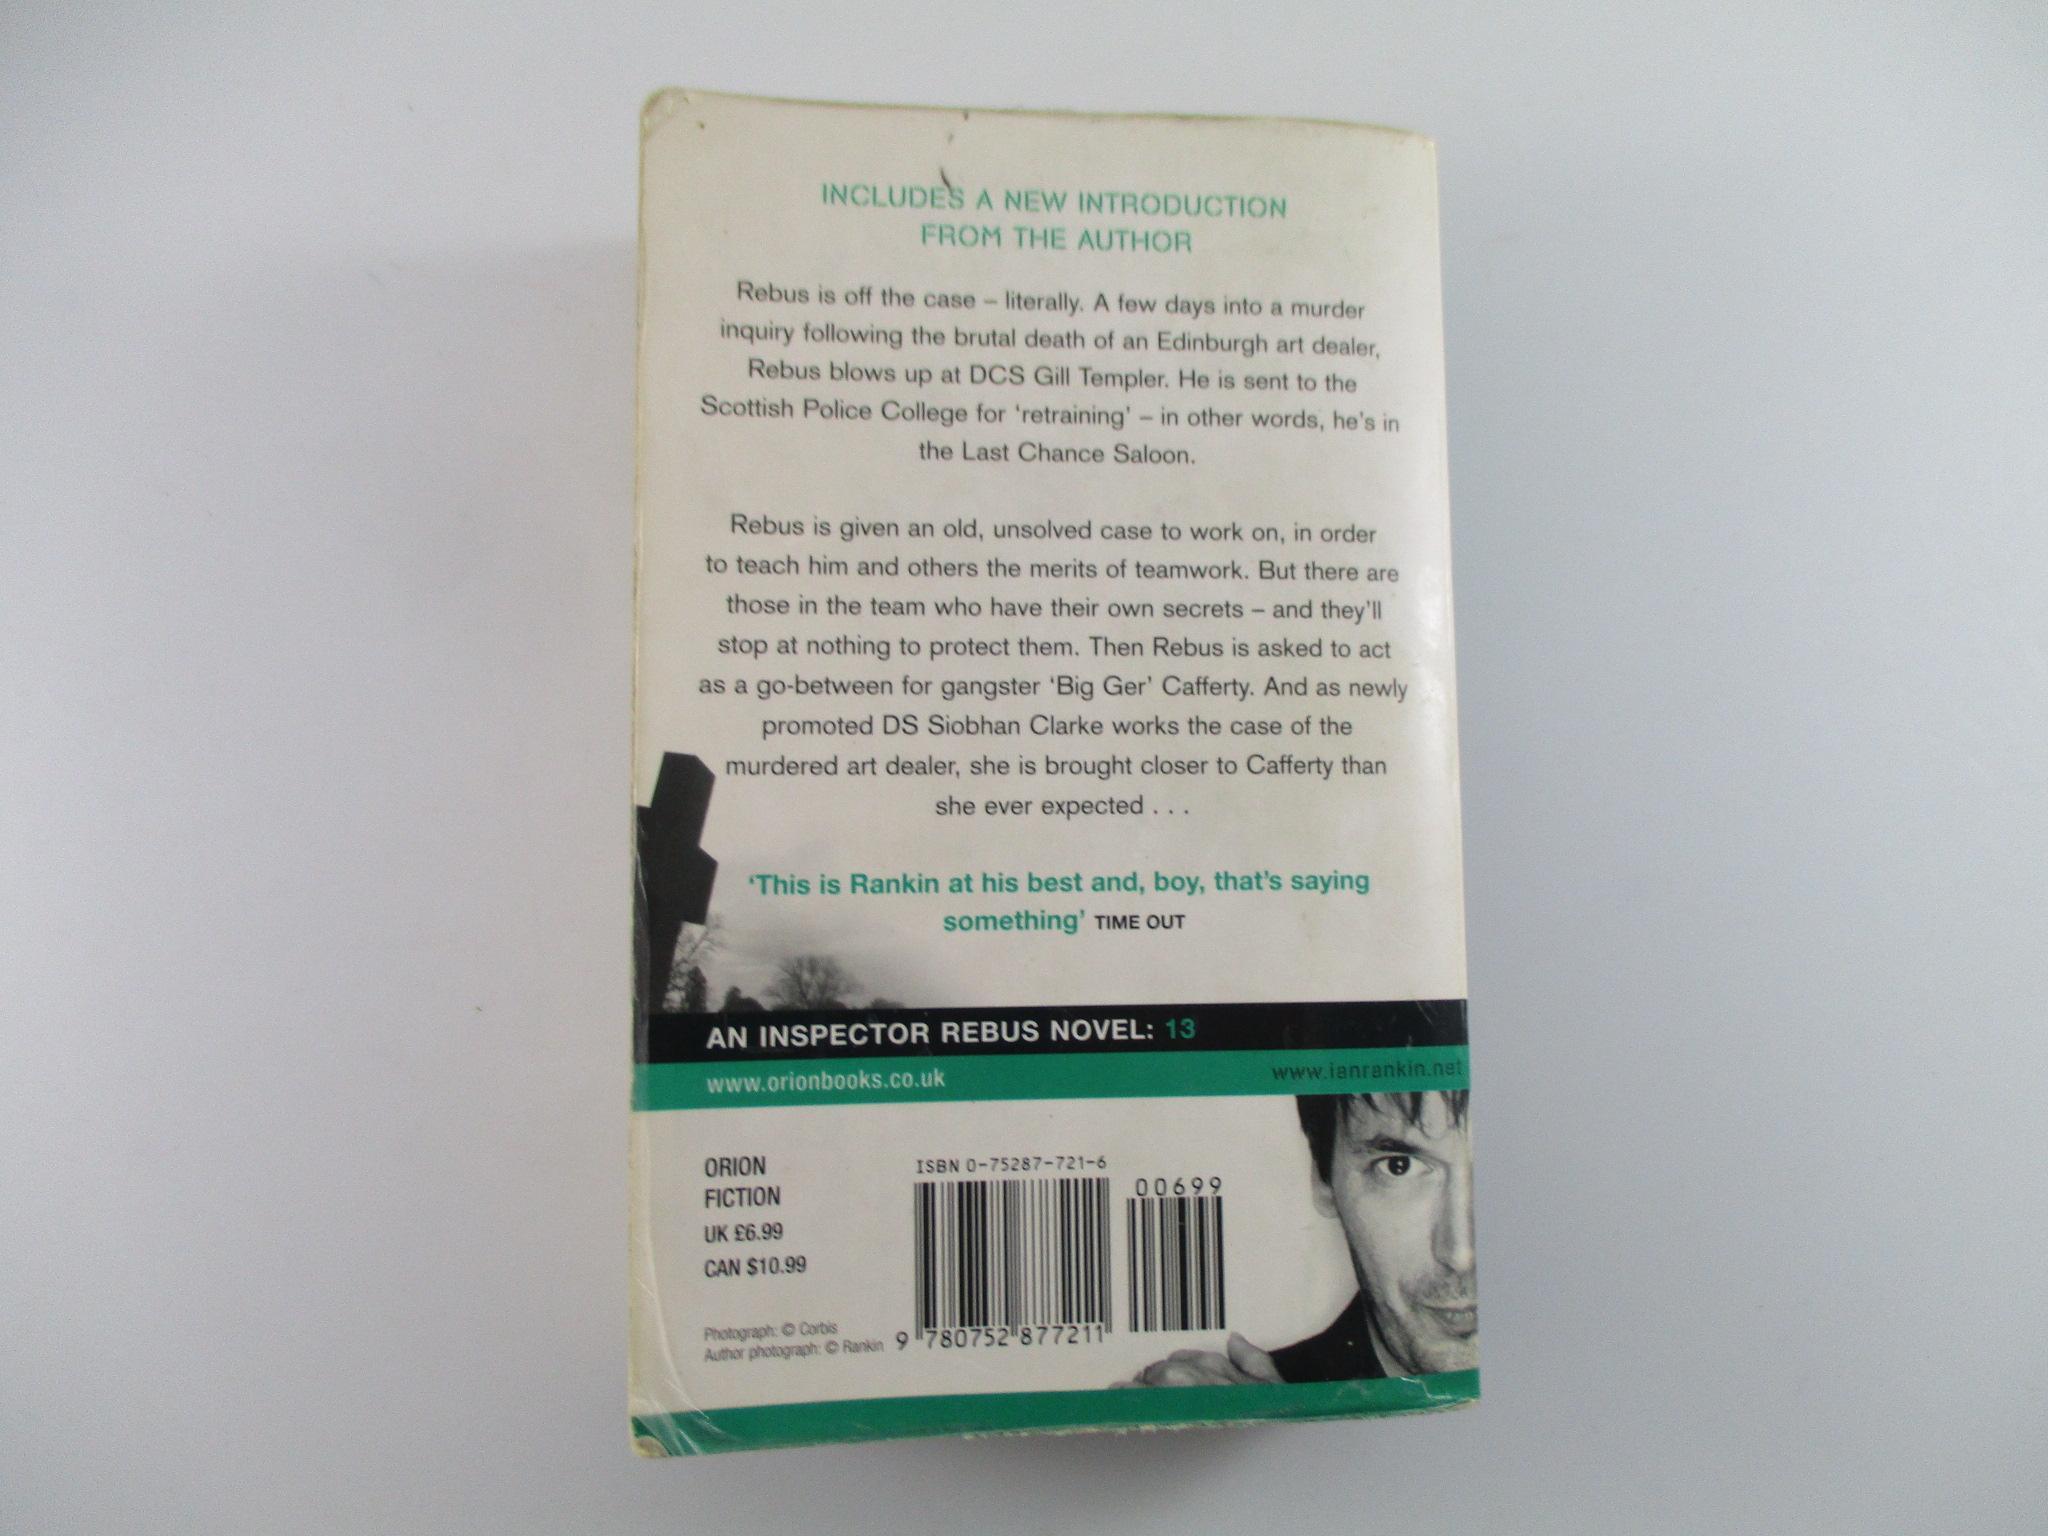 INCLUDES A NEW INTRODUCTION
FROM THE AUTHOR
Rebus is off the case – literally. A few days into a murder
inquiry following the brutal death of an Edinburgh art dealer,
Rebus blows up at DCS Gill Templer. He is sent to the
Scottish Police College for ‘retraining’ – in other words, he’s in
the Last Chance Saloon.
Rebus is given an old, unsolved case to work on, in order
to teach him and others the merits of teamwork. But there are
those in the team who have their own secrets – and they’ll
stop at nothing to protect them. Then Rebus is asked to act
as a go-between for gangster ‘Big Ger’ Cafferty. And as newly
promoted DS Siobhan Clarke works the case of the
murdered art dealer, she is brought closer to Cafferty than
she ever expected . . .
‘This is Rankin at his best and, boy, that’s saying
something’ TIME OUT
AN INSPECTOR REBUS NOVEL: 13
www.orionbooks.co.uk
www.ianrankin.net
ORION
FICTION
UK £6.99
CAN $10.99
Photograph: © Corbis
Author photograph: © Rankin
ISBN 0-75287-721-6
00699
9 780752 877211